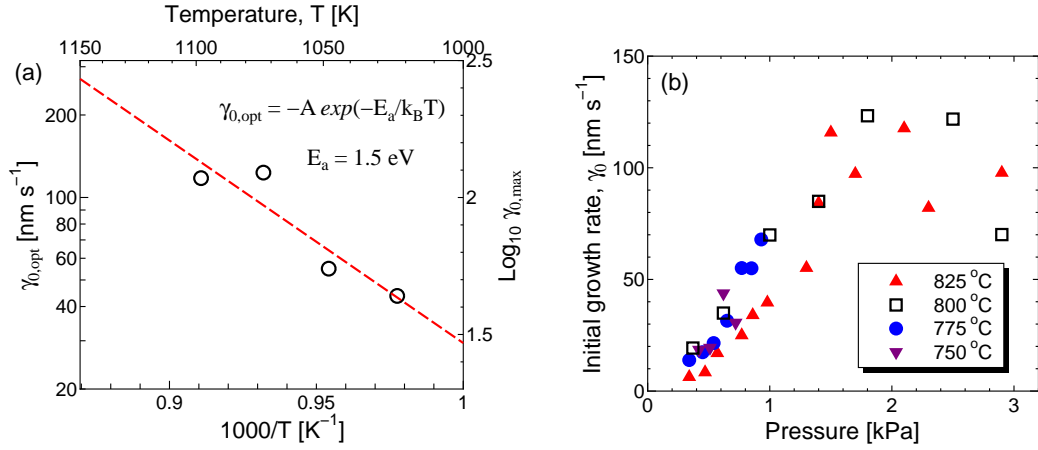 Temperature, T [K]
1150 1100 1050 1000
(a)
γ0,opt = −A exp(−Ea/kBT)
Ea = 1.5 eV
γ0,opt [nm s−1]
200
100
80
60
40
20
2.5
2
1.5
Log10 γ0,max
0.9 0.95 1
1000/T [K−1]
(b)
Initial growth rate, γ0 [nm s−1]
150
100
50
0
825 °C
800 °C
775 °C
750 °C
0 1 2 3
Pressure [kPa]